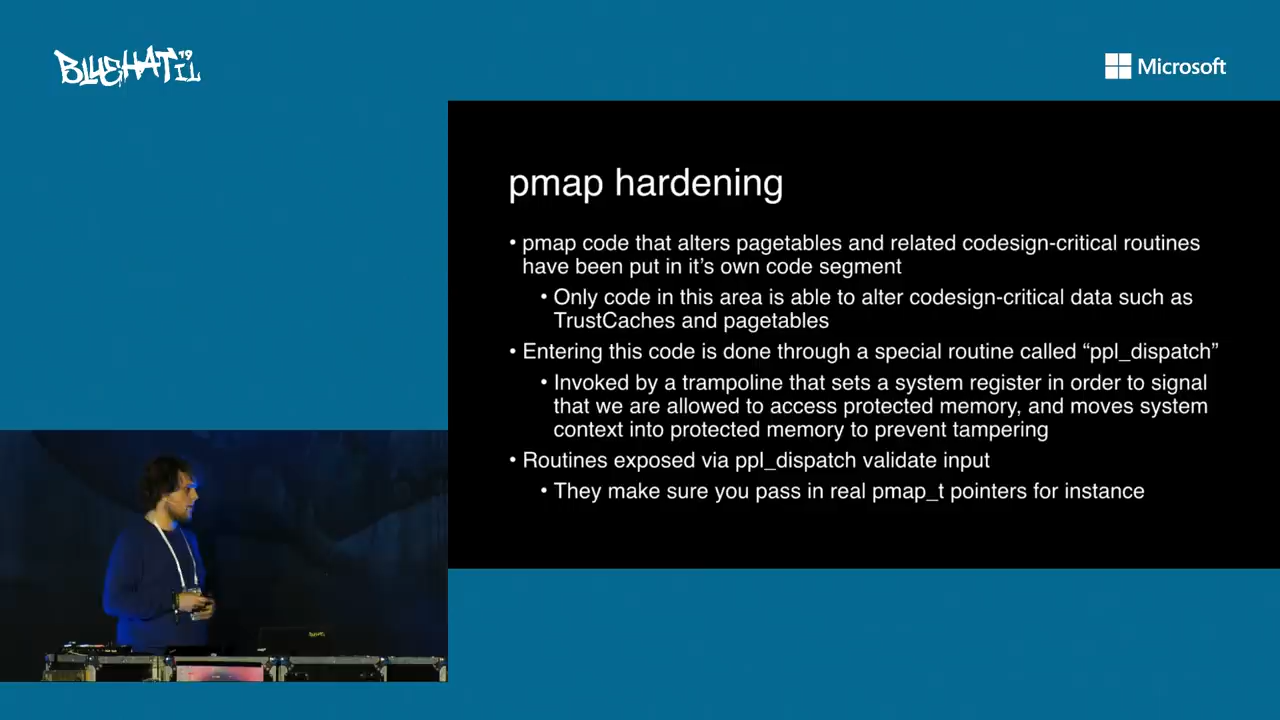 BLUEHAT IL 19
Microsoft
pmap hardening
• pmap code that alters pagetables and related codesign-critical routines
have been put in it’s own code segment
• Only code in this area is able to alter codesign-critical data such as
TrustCaches and pagetables
• Entering this code is done through a special routine called “ppl_dispatch”
• Invoked by a trampoline that sets a system register in order to signal
that we are allowed to access protected memory, and moves system
context into protected memory to prevent tampering
• Routines exposed via ppl_dispatch validate input
• They make sure you pass in real pmap_t pointers for instance